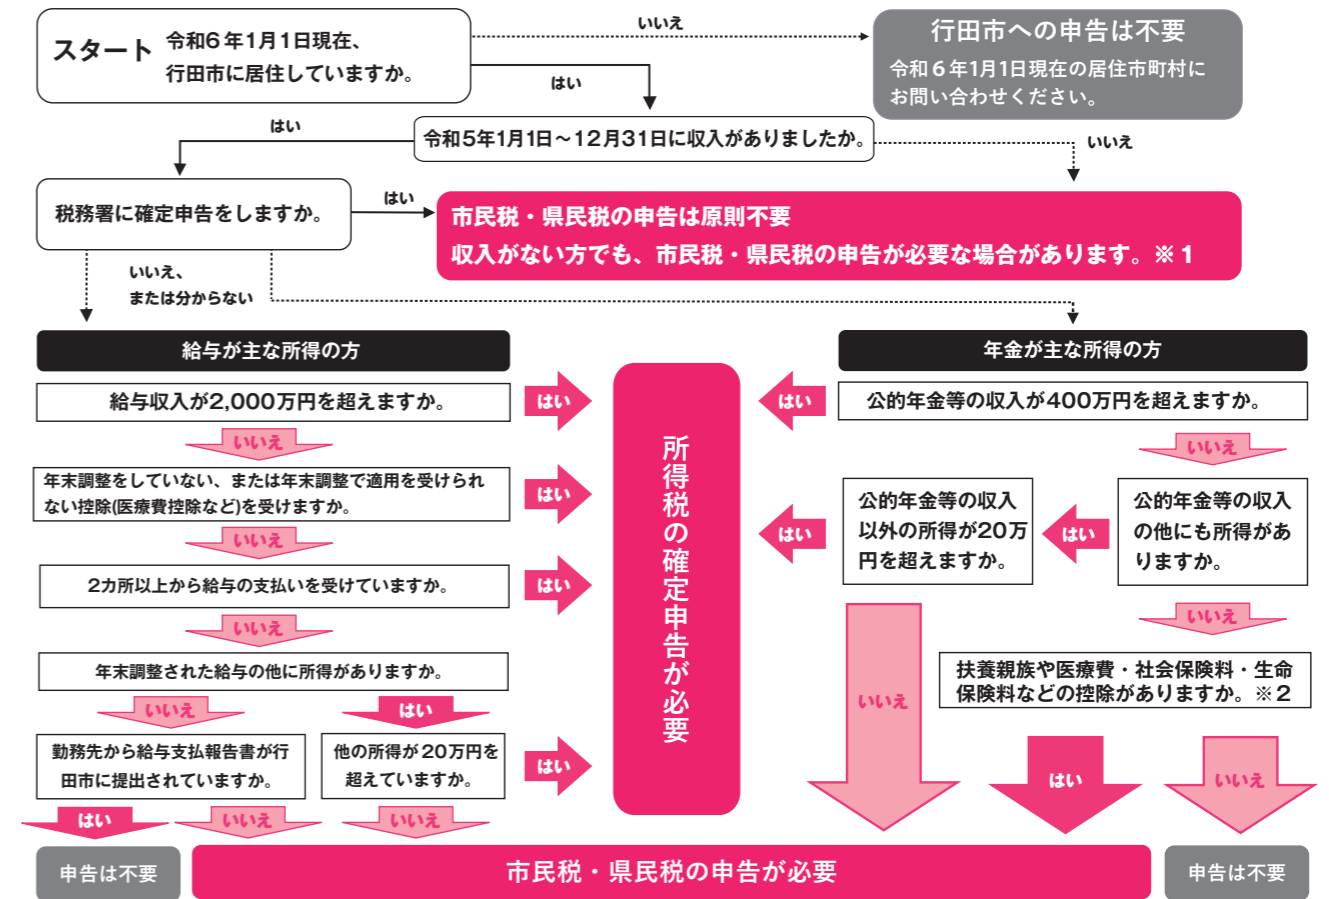 スタート
令和6年1月1日現在、
行田市に居住していますか。
いいえ
行田市への申告は不要
令和6年1月1日現在の居住市町村に
お問い合わせください。
はい
はい
令和5年1月1日～12月31日に収入がありましたか。
いいえ
税務署に確定申告をしますか。
はい
市民税・県民税の申告は原則不要
収入がない方でも、市民税・県民税の申告が必要な場合があります。※1
いいえ、
または分からない
給与が主な所得の方
給与収入が2,000万円を超えますか。
はい
いいえ
年末調整をしていない、または年末調整で適用を受けられ
ない控除(医療費控除など)を受けますか。
はい
いいえ
2カ所以上から給与の支払いを受けていますか。
はい
いいえ
年末調整された給与の他に所得がありますか。
いいえ
はい
勤務先から給与支払報告書が行
田市に提出されていますか。
他の所得が20万円を
超えていますか。
はい
はい
いいえ
いいえ
所得税の確定申告が必要
年金が主な所得の方
公的年金等の収入が400万円を超えますか。
はい
いいえ
公的年金等の収入
の他にも所得があ
りますか。
はい
公的年金等の収入
以外の所得が20万
円を超えますか。
はい
いいえ
いいえ
扶養親族や医療費・社会保険料・生命
保険料などの控除がありますか。※2
はい
いいえ
申告は不要
市民税・県民税の申告が必要
申告は不要